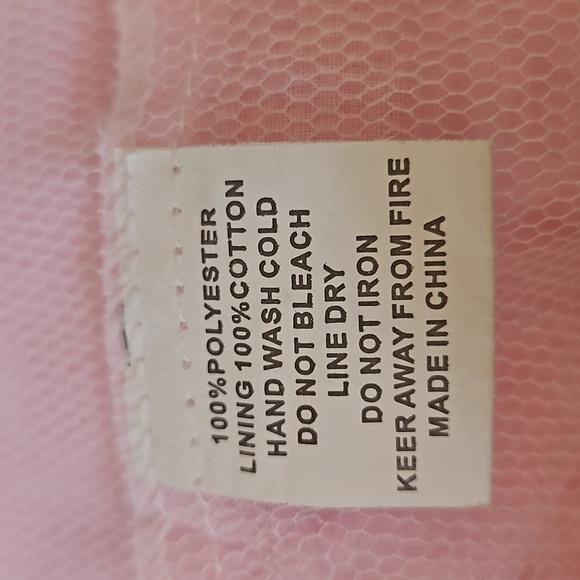 100%POLYESTER
LINING 100%COTTON
HAND WASH COLD
DO NOT BLEACH
LINE DRY
DO NOT IRON
KEER AWAY FROM FIRE
MADE IN CHINA